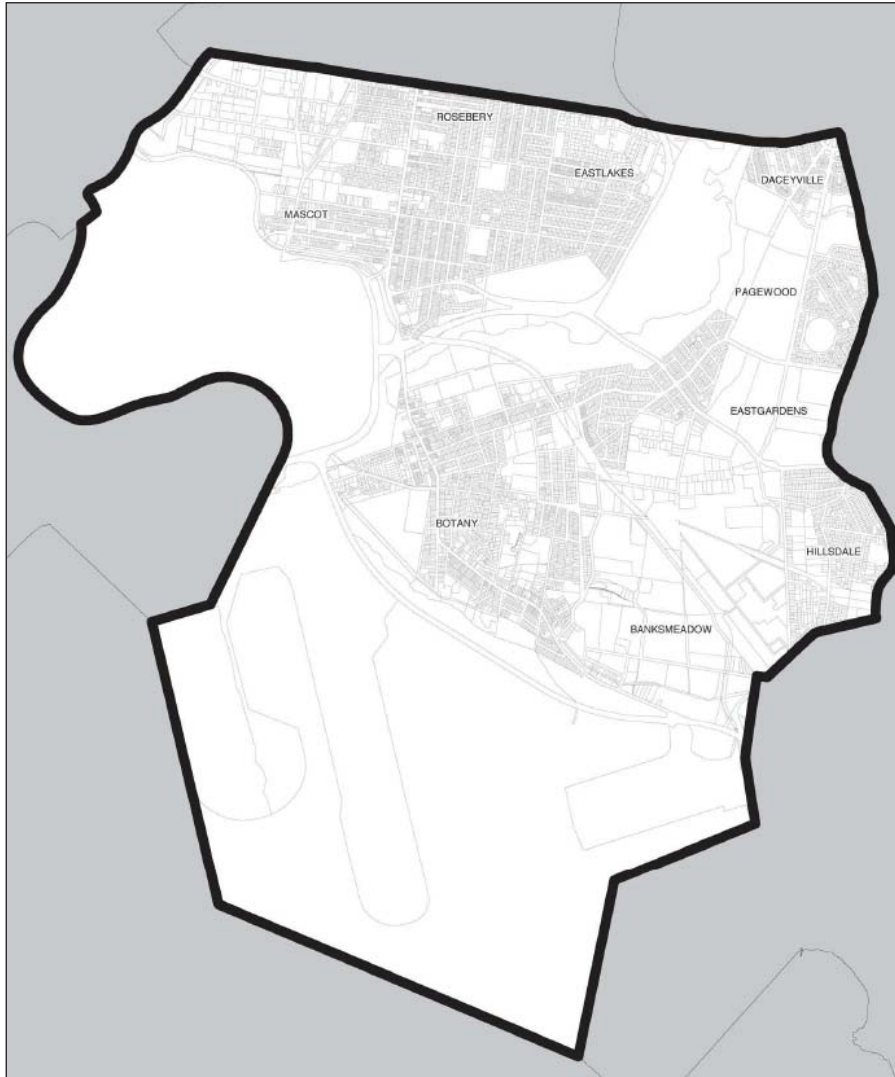 ROSEBERY
EASTLAKES
DACEYVILLE
MASCOT
PAGEWOOD
EASTGARDENS
BOTANY
HILLSDALE
BANKSMEADOW